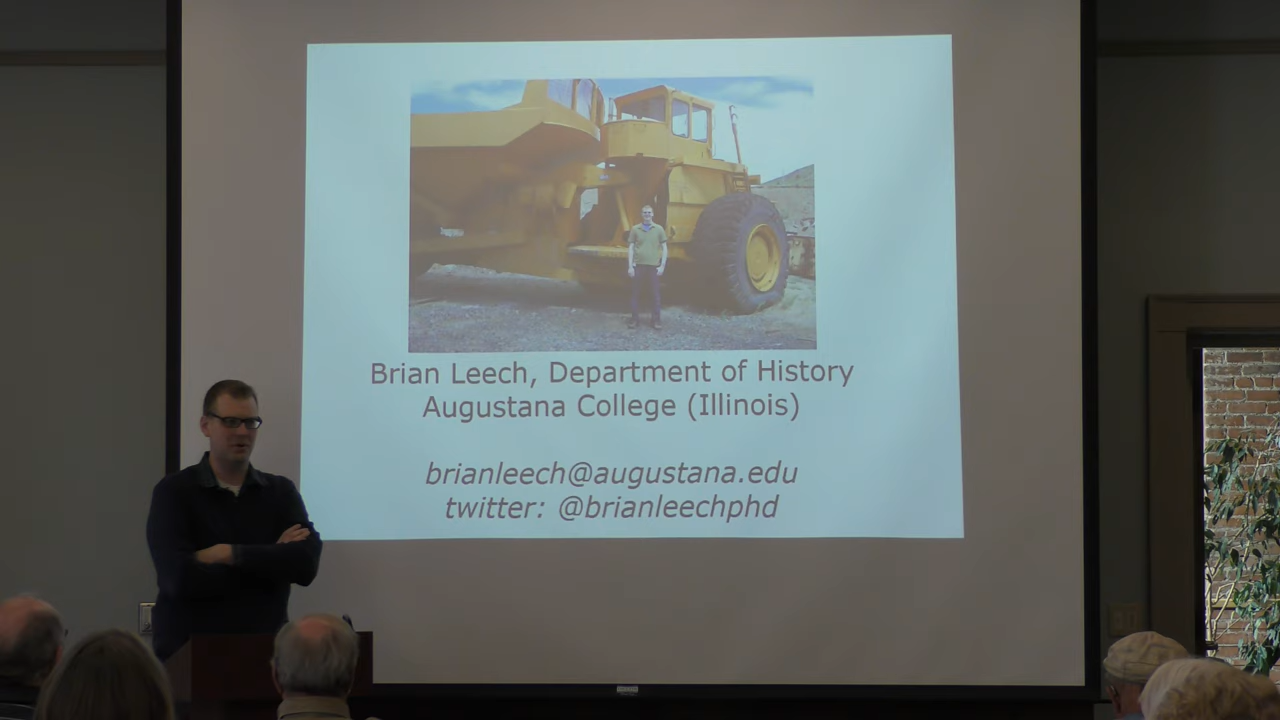 Brian Leech, Department of History
Augustana College (Illinois)
brianleech@augustana.edu
twitter: @brianleechphd